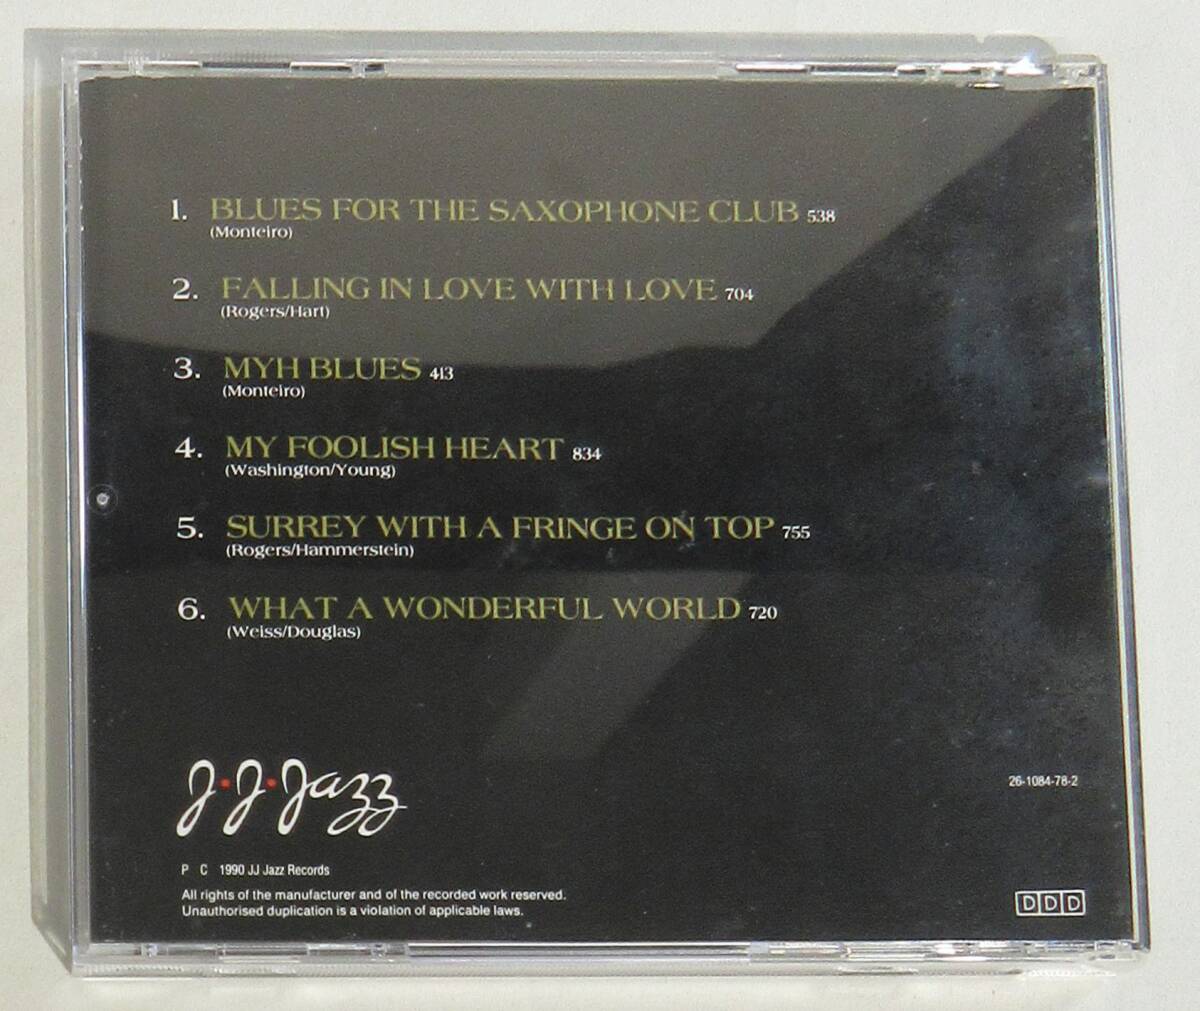 1. BLUES FOR THE SAXOPHONE CLUB 538
(Monteiro)
2. FALLING IN LOVE WITH LOVE 704
(Rogers/Hart)
3. MYH BLUES 413
(Monteiro)
4. MY FOOLISH HEART 834
(Washington/Young)
5. SURREY WITH A FRINGE ON TOP 755
(Rogers/Hammerstein)
6. WHAT A WONDERFUL WORLD 720
(Weiss/Douglas)
J·J·Jazz
26-1084-78-2
P C 1990 JJ Jazz Records
All rights of the manufacturer and of the recorded work reserved.
Unauthorised duplication is a violation of applicable laws.
DDD